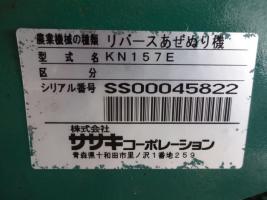 農業機械の種類 リバースあぜぬり機
型式名 KN157E
区分
シリアル番号 SS00045822
株式会社
ササキコーポレーション
青森県十和田市里ノ沢1番地259